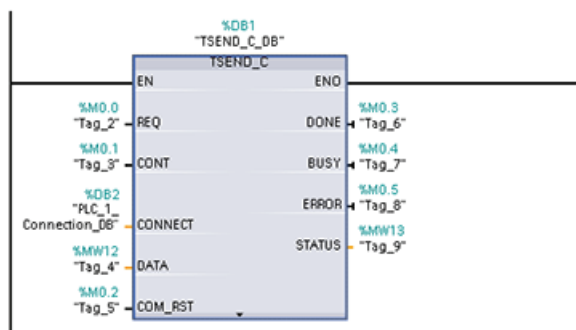 %DB1
"TSEND_C_DB"
TSEND_C
EN ENO
%M0.0 %M0.3
"Tag_2" REQ DONE "Tag_6"
%M0.1 %M0.4
"Tag_3" CONT BUSY "Tag_7"
%DB2 %M0.5
"PLC_1_ ERROR "Tag_8"
Connection_DB" CONNECT %MW13
STATUS "Tag_9"
%MW12
"Tag_4" DATA
%M0.2
"Tag_5" COM_RST